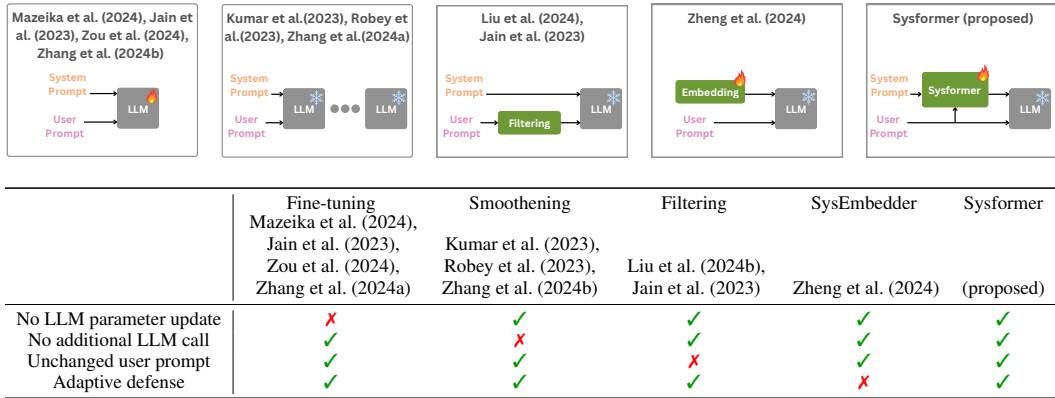 Mazeika et al. (2024), Jain et
al. (2023), Zou et al. (2024),
Zhang et al. (2024b)
System
Prompt
User
Prompt
LLM
Kumar et al.(2023), Robey et
al.(2023), Zhang et al.(2024a)
System
Prompt
User
Prompt
LLM
LLM
Liu et al. (2024),
Jain et al. (2023)
System
Prompt
User
Prompt
Filtering
LLM
Zheng et al. (2024)
Embedding
User
Prompt
LLM
Sysformer (proposed)
System
Prompt
Sysformer
User
Prompt
LLM
Fine-tuning Smoothening Filtering SysEmbedder Sysformer
Mazeika et al. (2024),
Jain et al. (2023), Kumar et al. (2023),
Zou et al. (2024), Robey et al. (2023), Liu et al. (2024b),
Zhang et al. (2024a) Zhang et al. (2024b) Jain et al. (2023) Zheng et al. (2024) (proposed)
No LLM parameter update ✗ ✓ ✓ ✓ ✓
No additional LLM call ✓ ✗ ✓ ✓ ✓
Unchanged user prompt ✓ ✓ ✗ ✓ ✓
Adaptive defense ✓ ✓ ✓ ✗ ✓